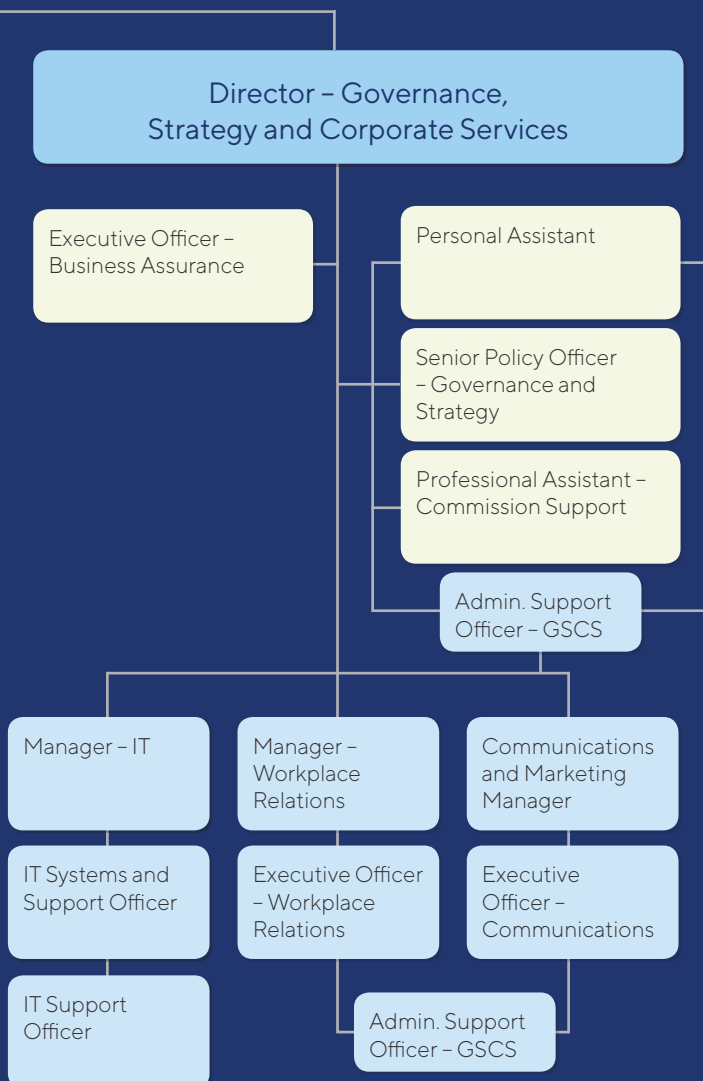 Director – Governance,
Strategy and Corporate Services
Executive Officer –
Business Assurance
Personal Assistant
Senior Policy Officer
– Governance and
Strategy
Professional Assistant –
Commission Support
Admin. Support
Officer – GSCS
Manager – IT
Manager –
Workplace
Relations
Communications
and Marketing
Manager
IT Systems and
Support Officer
Executive Officer
– Workplace
Relations
Executive
Officer –
Communications
IT Support
Officer
Admin. Support
Officer – GSCS